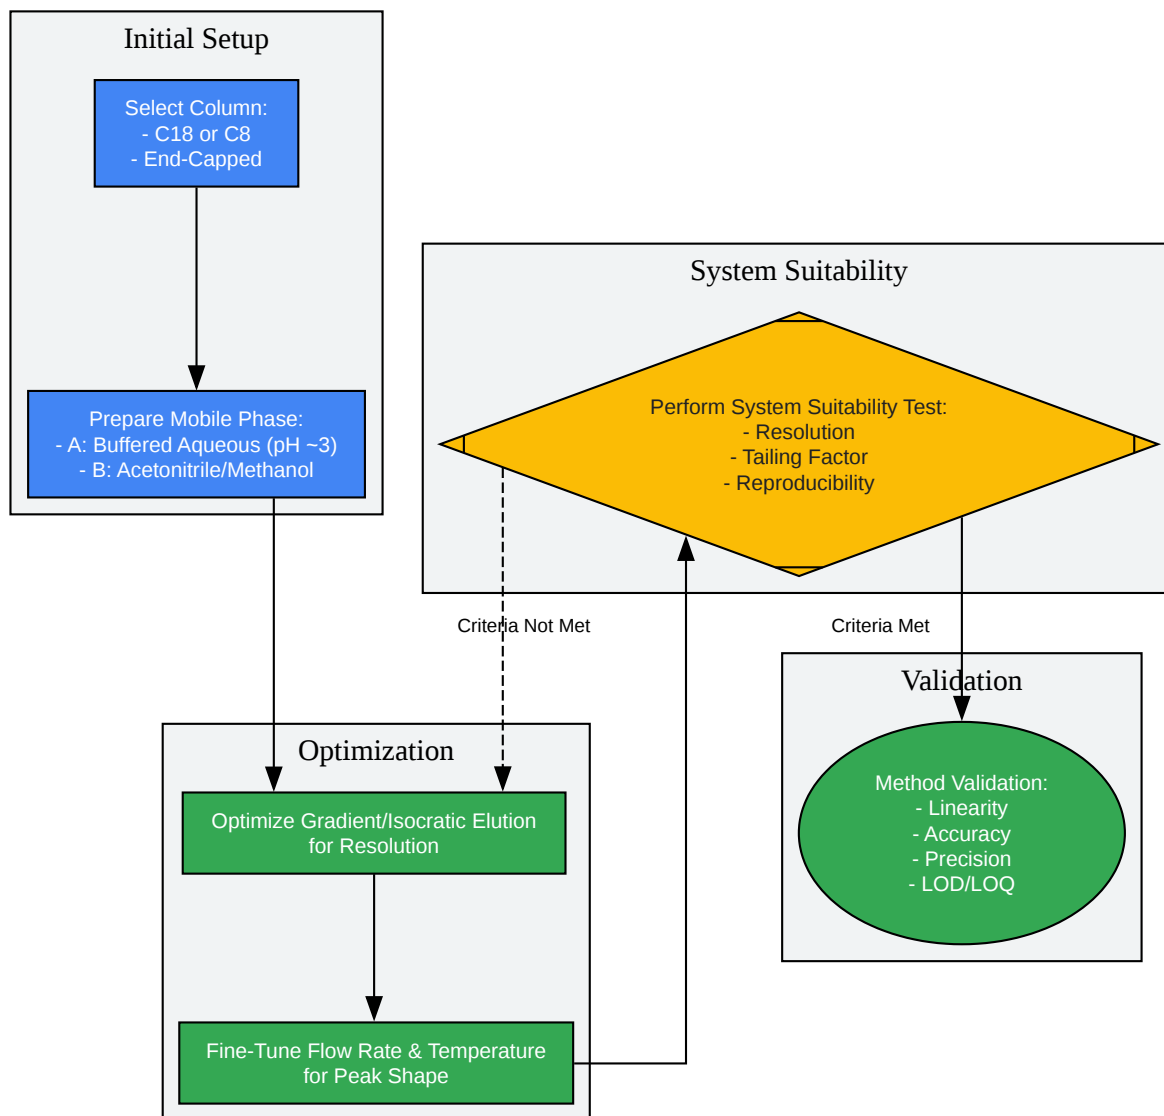 Initial Setup
Select Column:
- C18 or C8
- End-Capped
Prepare Mobile Phase:
- A: Buffered Aqueous (pH ~3)
- B: Acetonitrile/Methanol
System Suitability
Perform System Suitability Test:
- Resolution
- Tailing Factor
- Reproducibility
Criteria Not Met
Criteria Met
Optimization
Optimize Gradient/Isocratic Elution
for Resolution
Fine-Tune Flow Rate & Temperature
for Peak Shape
Validation
Method Validation:
- Linearity
- Accuracy
- Precision
- LOD/LOQ